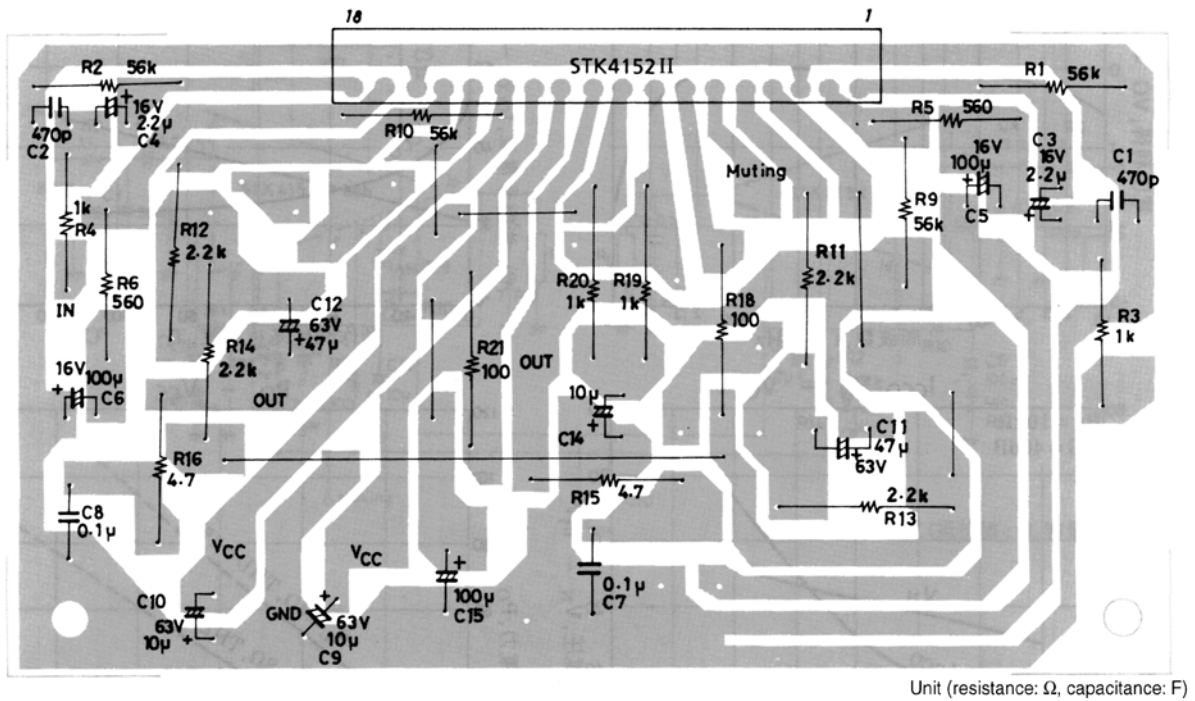 18
1
STK4152 II
R2
56k
R1
56k
16V
2.2μ
C4
470p
C2
R10
56k
R5
560
16V
100μ
C5
C3
16V
2.2μ
C1
470p
Muting
1k
R4
R12
2.2k
R9
56k
IN
R6
560
C12
63V
47μ
R20
1k
R19
1k
R18
100
R11
2.2k
R3
1k
R14
2.2k
R21
100
OUT
16V
100μ
C6
OUT
10μ
C14
C11
47μ
63V
R16
4.7
R15
4.7
2.2k
R13
C8
0.1μ
VCC
VCC
C10
63V
10μ
GND
63V
10μ
C9
100μ
C15
0.1μ
C7
Unit (resistance: Ω, capacitance: F)